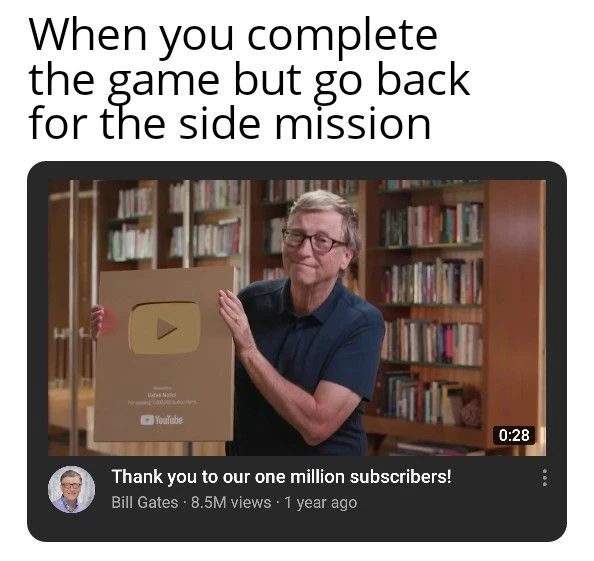 When you complete
the game but go back
for the side mission
YouTube
0:28
Thank you to our one million subscribers!
Bill Gates · 8.5M views · 1 year ago